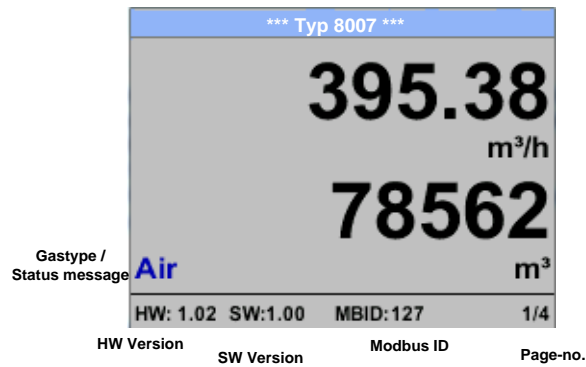 *** Typ 8007 ***
395.38
m³/h
78562
Gastype /
Status message
Air
m³
HW: 1.02 SW:1.00 MBID:127 1/4
HW Version
SW Version
Modbus ID
Page-no.